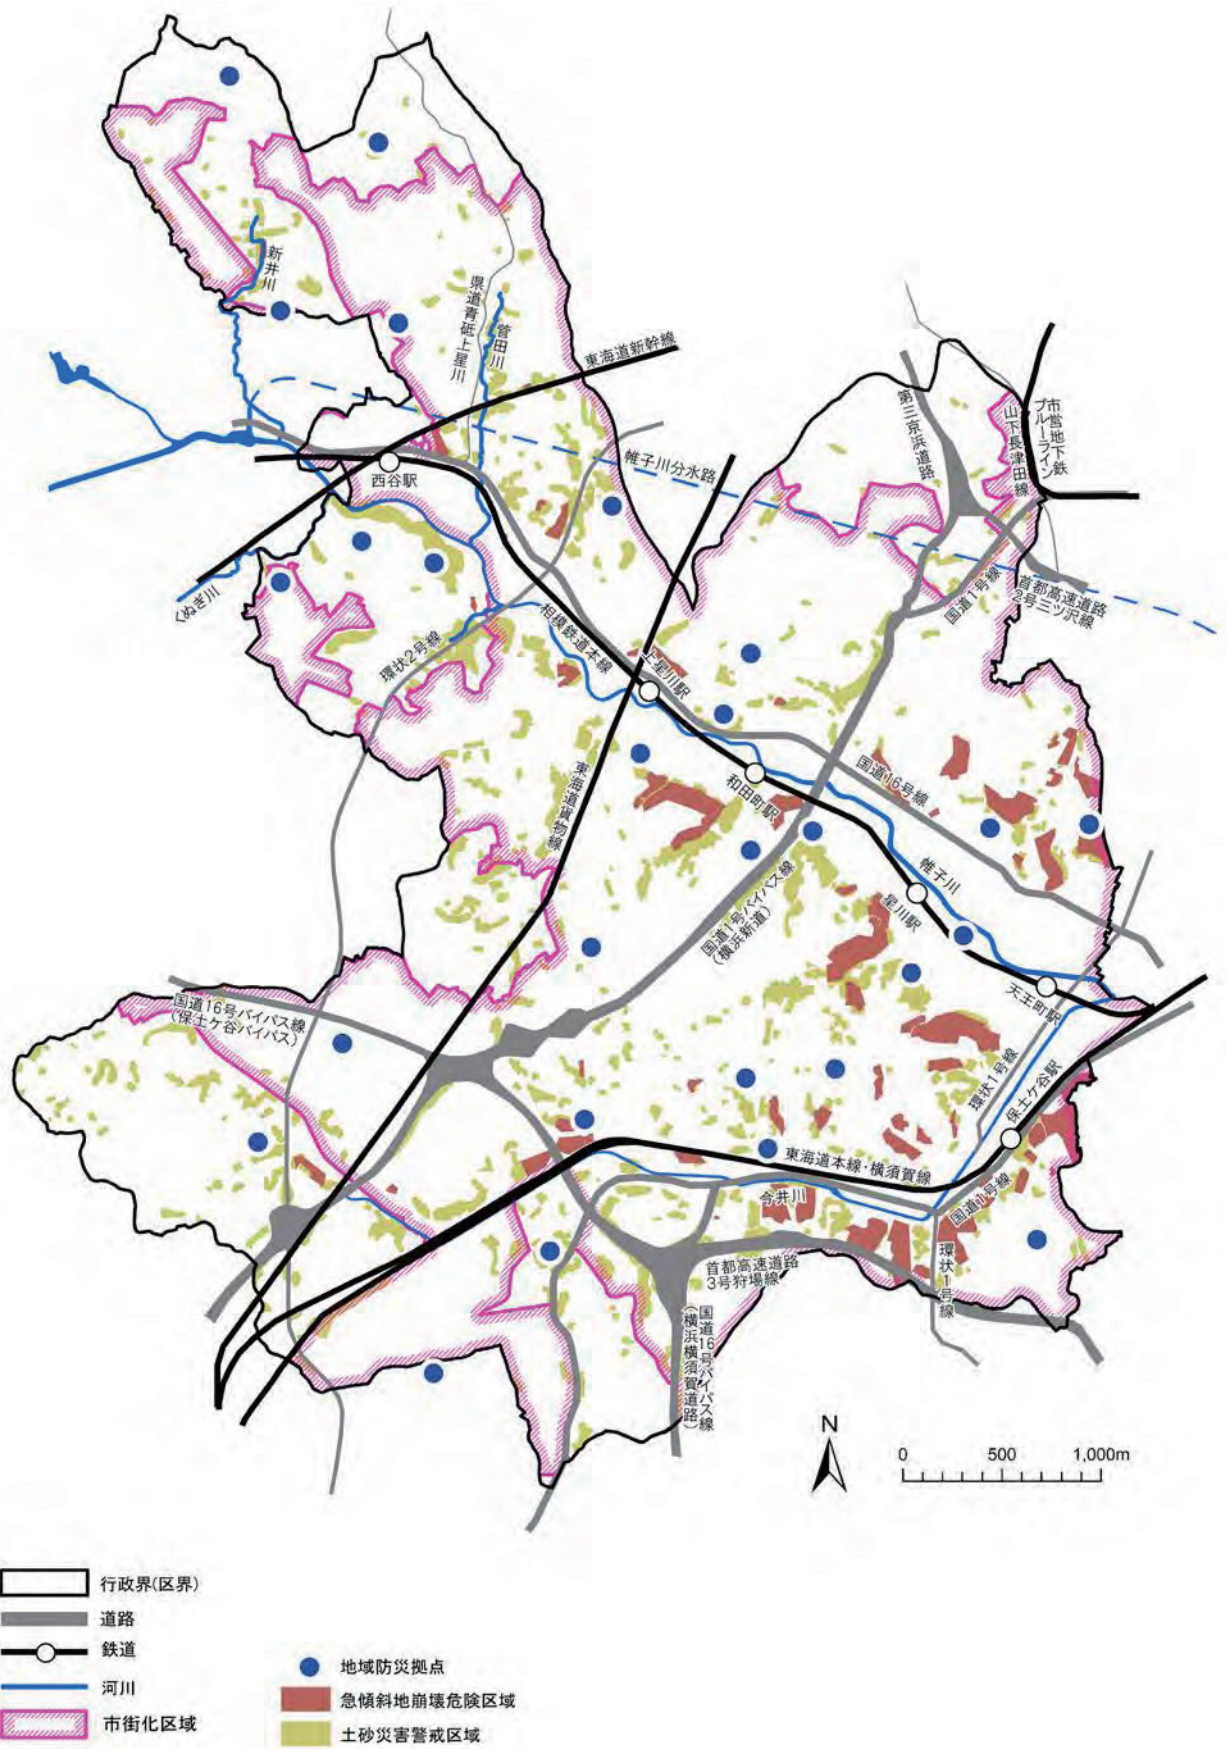 新井川
県道青砥上星川
菅田川
東海道新幹線
西谷駅
帷子川分水路
第三京浜道路
山下長津田線
市営地下鉄
ブルーライン
国道1号線
首都高速道路
2号三ツ沢線
くぬぎ川
環状2号線
相模鉄道本線
上星川駅
東海道貨物線
和田町駅
国道16号線
国道1号バイパス線
(横浜新道)
帷子川
星川駅
天王町駅
国道16号バイパス線
(保土ケ谷バイパス)
環状1号線
保土ケ谷駅
東海道本線・横須賀線
今井川
国道1号線
首都高速道路
3号狩場線
環状1号線
国道16号バイパス線
(横浜横須賀道路)
N
0 500 1,000m
行政界(区界)
道路
鉄道
河川
市街化区域
地域防災拠点
急傾斜地崩壊危険区域
土砂災害警戒区域